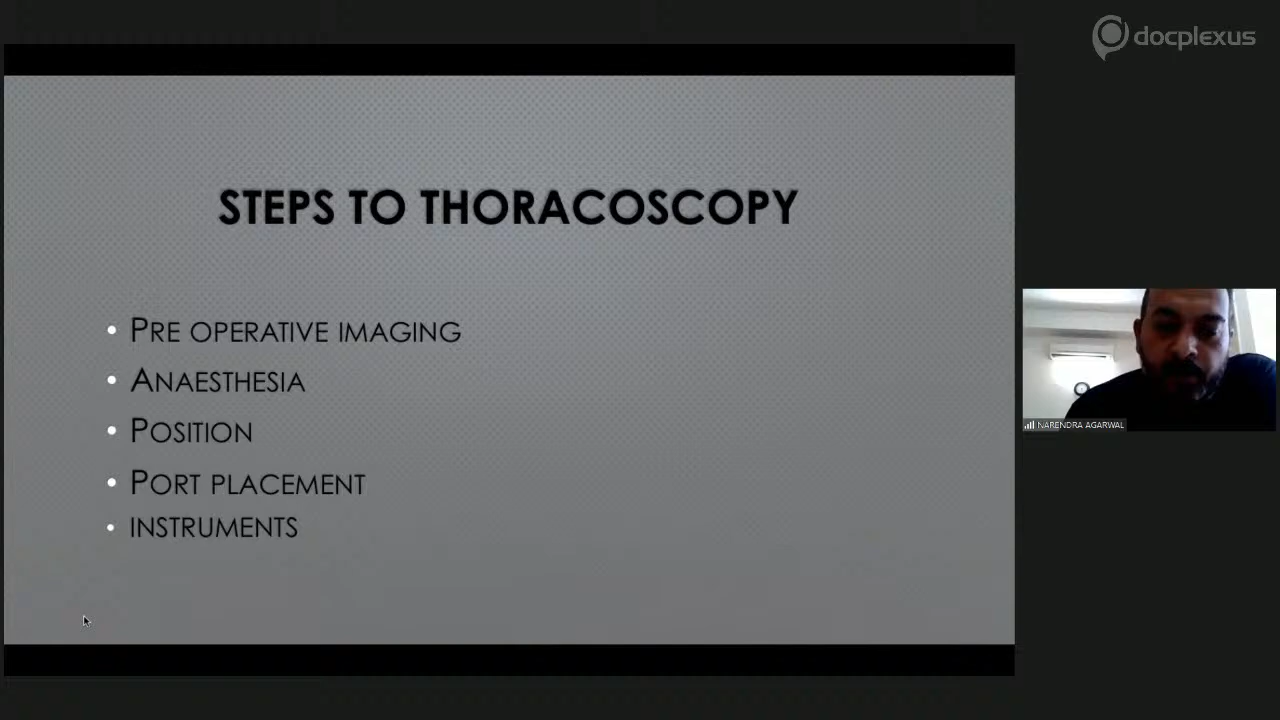 docplexus
STEPS TO THORACOSCOPY
• PRE OPERATIVE IMAGING
• ANAESTHESIA
• POSITION
• PORT PLACEMENT
• INSTRUMENTS
NARENDRA AGARWAL